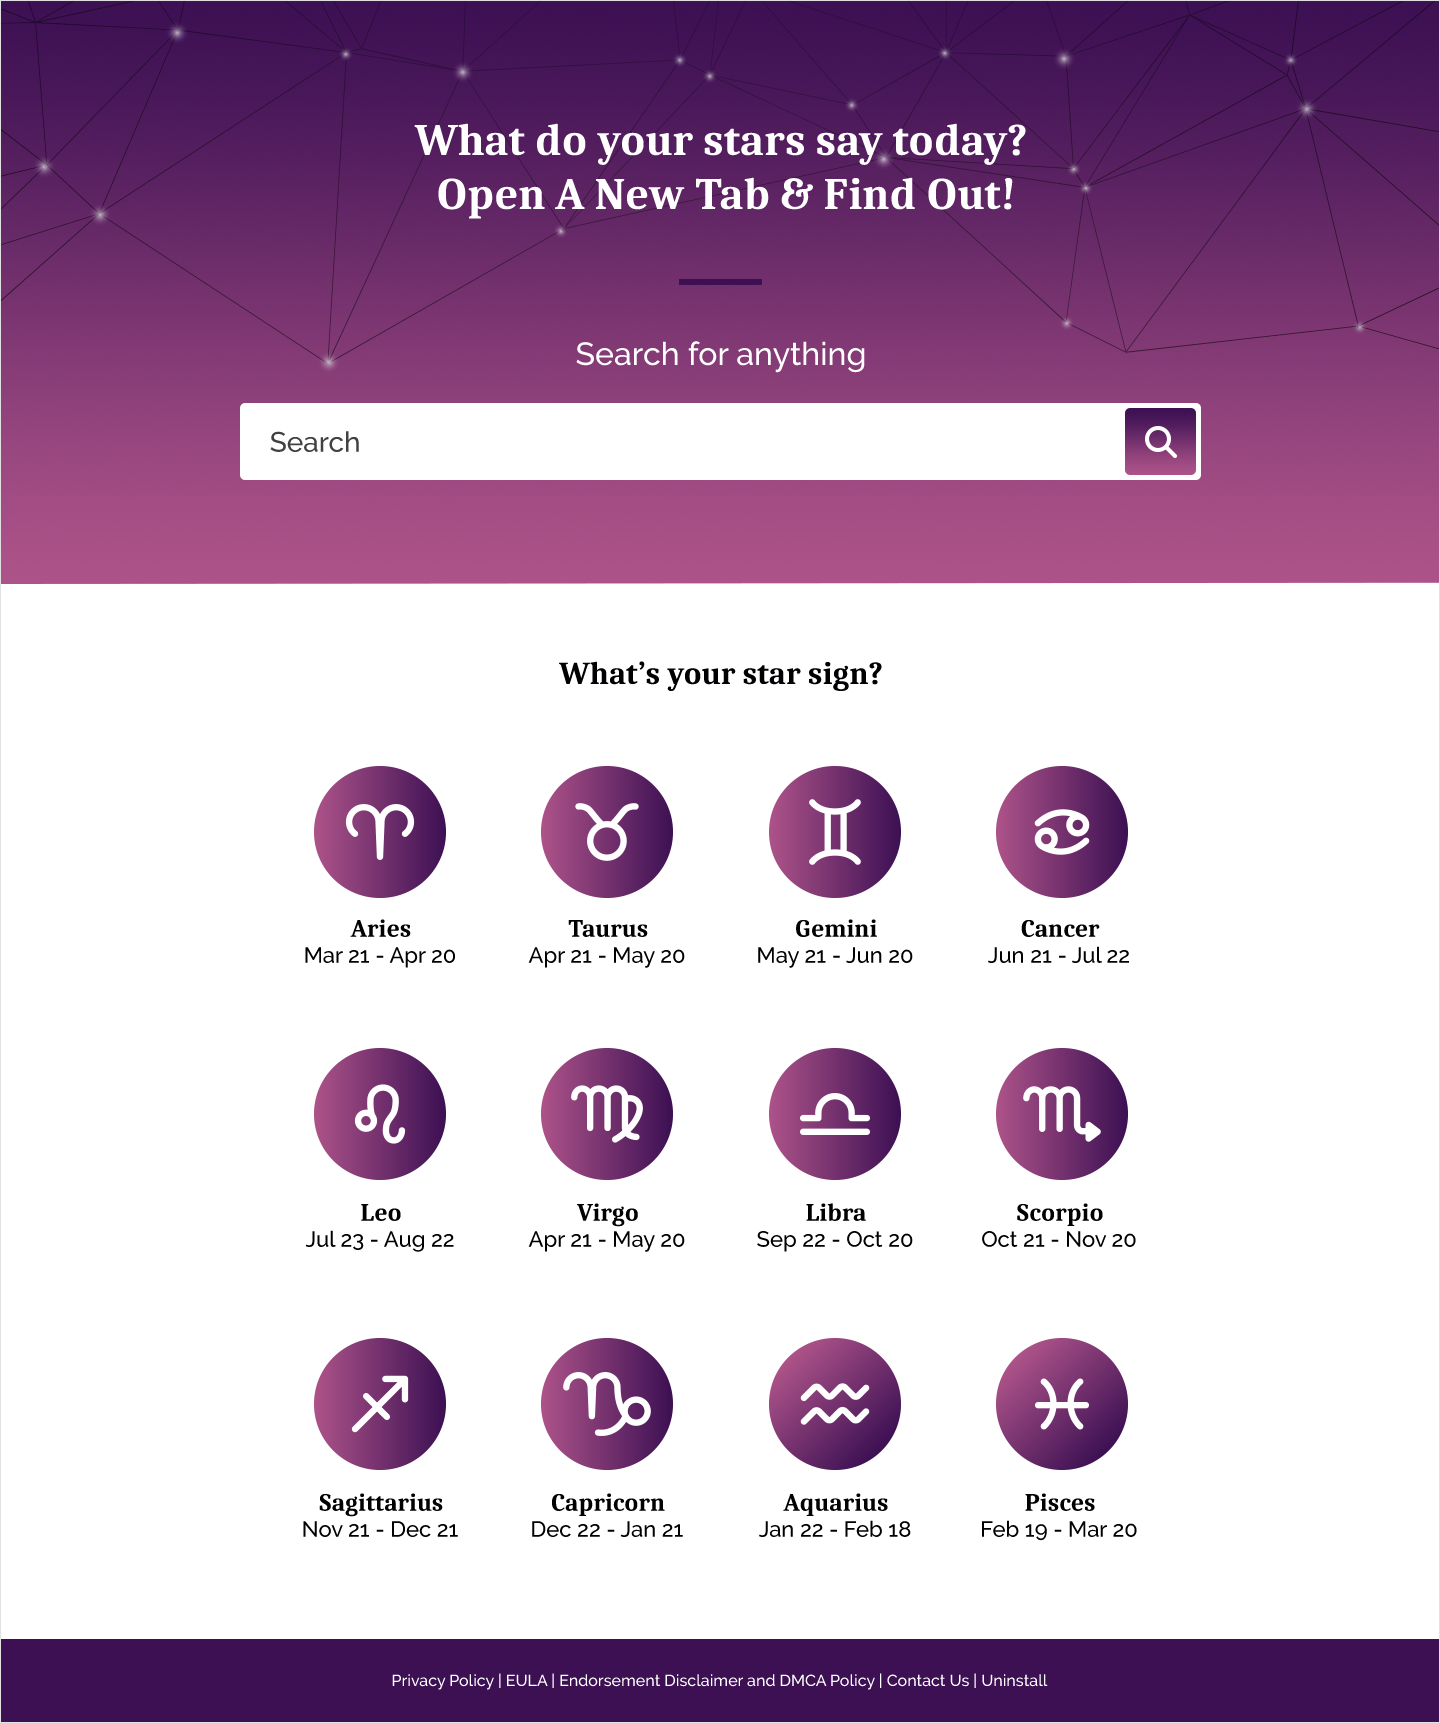 What do your stars say today?
Open A New Tab & Find Out!
Search for anything
Search
What’s your star sign?
Aries
Mar 21 - Apr 20
Taurus
Apr 21 - May 20
Gemini
May 21 - Jun 20
Cancer
Jun 21 - Jul 22
Leo
Jul 23 - Aug 22
Virgo
Apr 21 - May 20
Libra
Sep 22 - Oct 20
Scorpio
Oct 21 - Nov 20
Sagittarius
Nov 21 - Dec 21
Capricorn
Dec 22 - Jan 21
Aquarius
Jan 22 - Feb 18
Pisces
Feb 19 - Mar 20
Privacy Policy | EULA | Endorsement Disclaimer and DMCA Policy | Contact Us | Uninstall